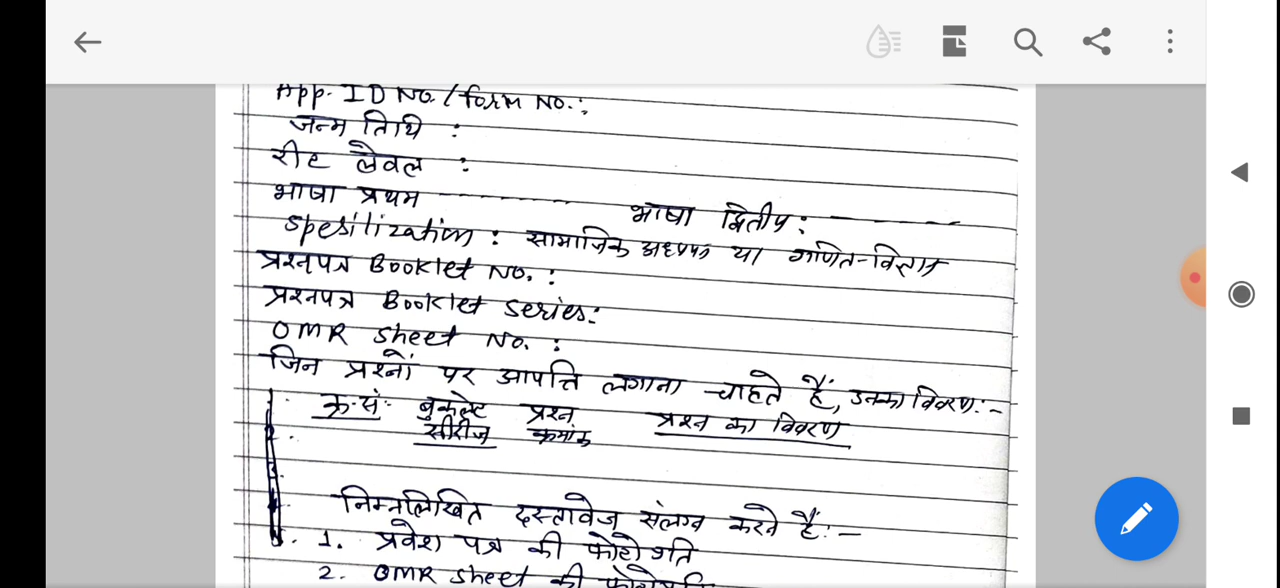 App. ID No. / form No. :
जन्म तिथि :
रीट लेवल :
भाषा प्रथम ---------- भाषा द्वितीय : ----------
Spesilization : सामाजिक अध्ययन या गणित-विज्ञान
प्रश्नपत्र Booklet No. :
प्रश्नपत्र Booklet Series:
OMR Sheet No. :
जिन प्रश्नों पर आपत्ति लगाना चाहते हैं, उनका विवरण:-
क्र.सं. बुकलेट प्रश्न प्रश्न का विवरण
सीरीज क्रमांक
निम्नलिखित दस्तावेज संलग्न करने हैं:-
1. प्रवेश पत्र की फोटो प्रति
2. OMR Sheet की फोटोप्रति